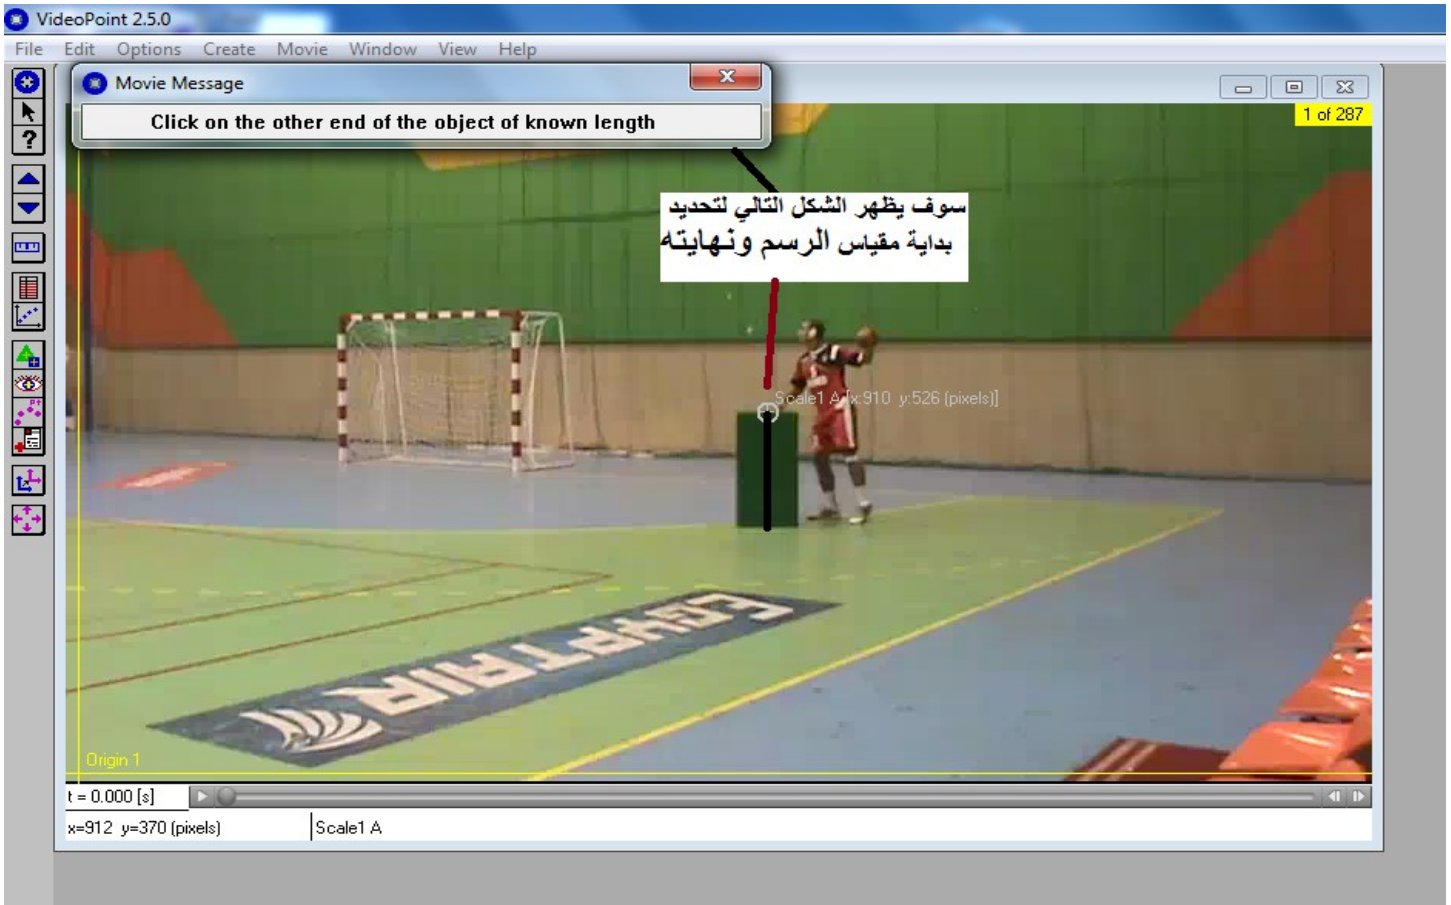 VideoPoint 2.5.0
File Edit Options Create Movie Window View Help
Movie Message
Click on the other end of the object of known length
1 of 287
سوف يظهر الشكل التالي لتحديد
بداية مقياس الرسم ونهايته
Scale1 A [x:910 y:526 (pixels)]
EGYPTAIR
Origin 1
t = 0.000 [s]
x=912 y=370 (pixels)
Scale1 A